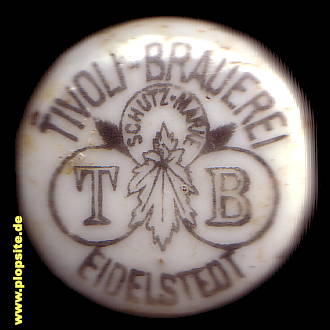 TIVOLI-BRAUEREI
SCHUTZ-MARKE
T B
EIDELSTEDT
www.plopsite.de